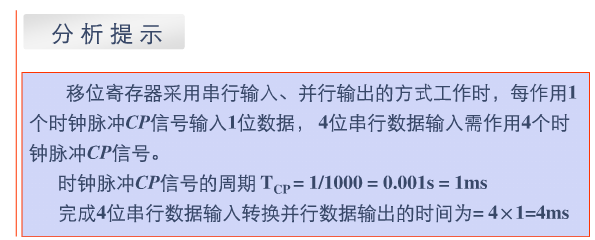 分析提示
移位寄存器采用串行输入、并行输出的方式工作时，每作用1
个时钟脉冲CP信号输入1位数据，4位串行数据输入需作用4个时
钟脉冲CP信号。
时钟脉冲CP信号的周期 TCP = 1/1000 = 0.001s = 1ms
完成4位串行数据输入转换并行数据输出的时间为= 4×1=4ms